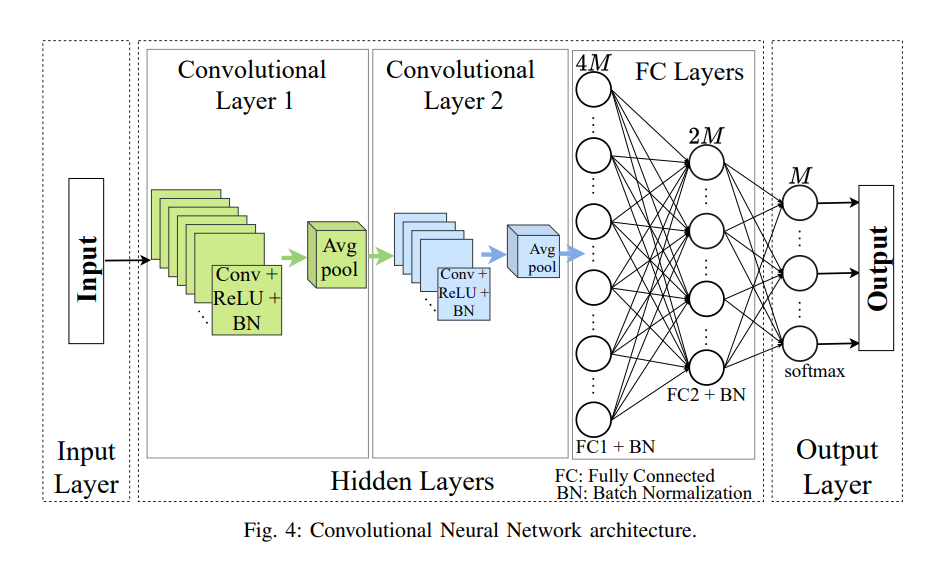 Input
Input
Layer
Convolutional
Layer 1
Conv +
ReLU +
BN
Avg
pool
Convolutional
Layer 2
Conv +
ReLU +
BN
Avg
pool
FC Layers
4M
2M
FC1 + BN
FC2 + BN
Hidden Layers
FC: Fully Connected
BN: Batch Normalization
M
softmax
Output
Output
Layer
Fig. 4: Convolutional Neural Network architecture.